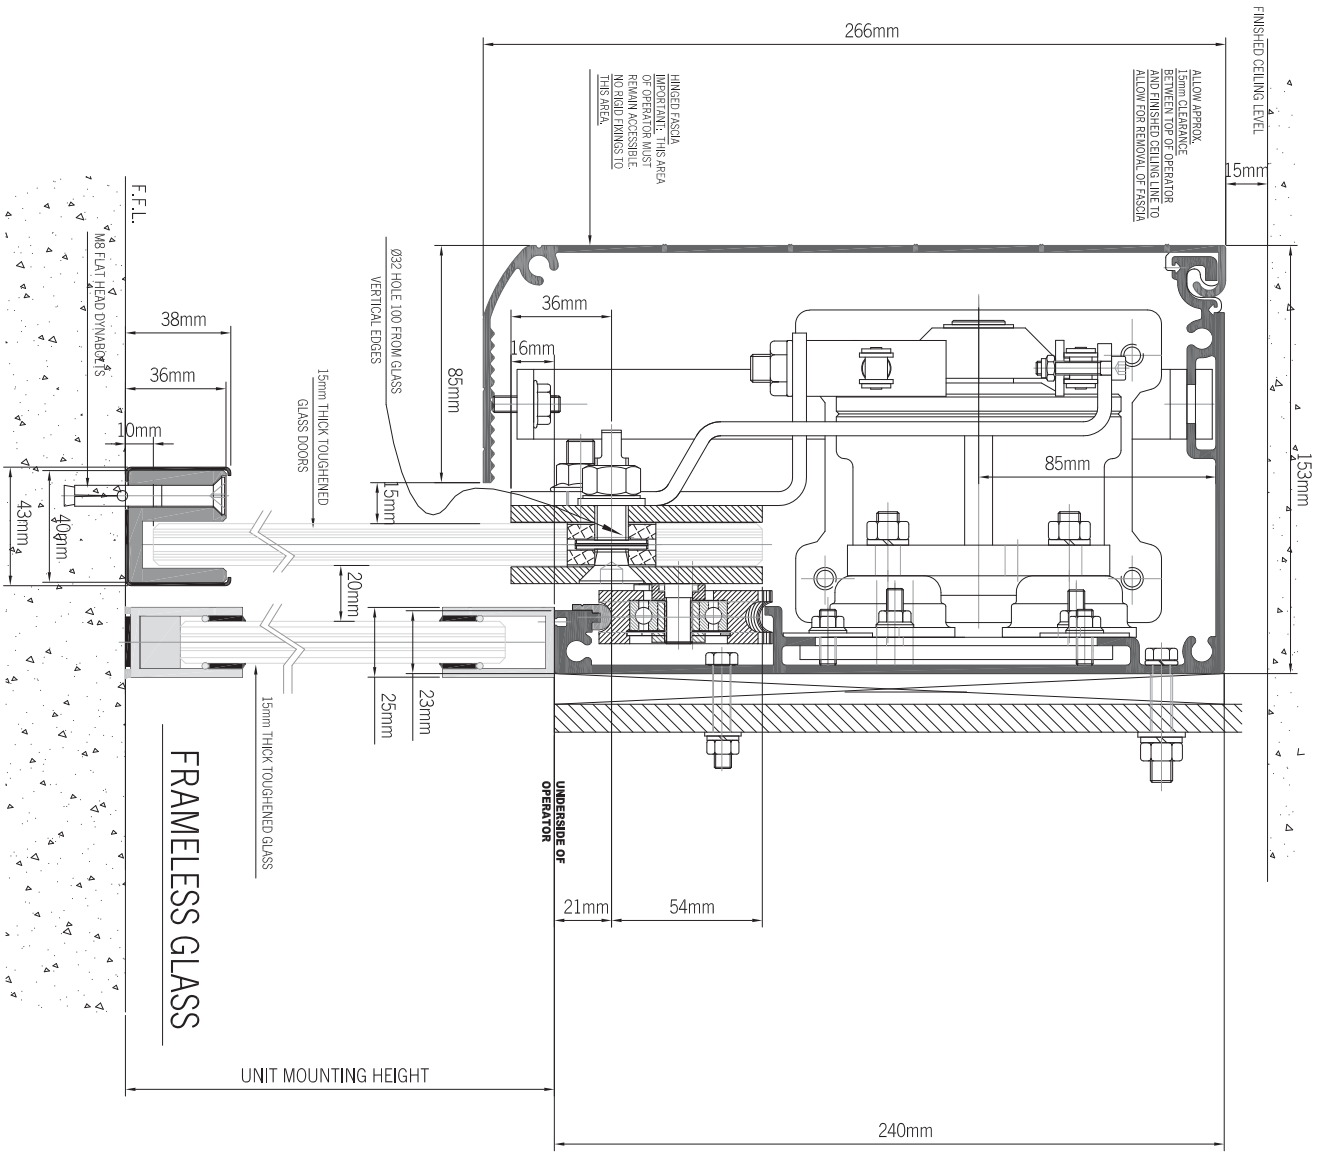 266mm
FINISHED CEILING LEVEL
ALLOW APPROX.
15mm CLEARANCE
BETWEEN TOP OF OPERATOR
AND FINISHED CEILING LINE TO
ALLOW FOR REMOVAL OF FASCIA
HINGED FASCIA
IMPORTANT:, THIS AREA
OF OPERATOR MUST
REMAIN ACCESSIBLE.
NO RIGID FIXINGS TO
THIS AREA.
15mm
F.F.L.
M8 FLAT HEAD DYNABOLTS
Ø32 HOLE 100 FROM GLASS
VERTICAL EDGES
38mm
36mm
10mm
15mm THICK TOUGHENED
GLASS DOORS
85mm
36mm
16mm
85mm
153mm
15mm
43mm
40mm
20mm
23mm
25mm
15mm THICK TOUGHENED GLASS
FRAMELESS GLASS
UNDERSIDE OF
OPERATOR
21mm
54mm
UNIT MOUNTING HEIGHT
240mm